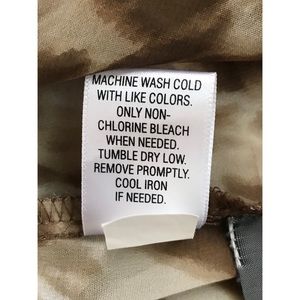 MACHINE WASH COLD
WITH LIKE COLORS.
ONLY NON-
CHLORINE BLEACH
WHEN NEEDED.
TUMBLE DRY LOW.
REMOVE PROMPTLY.
COOL IRON
IF NEEDED.